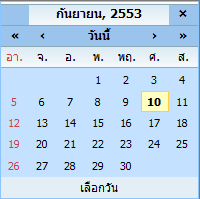 กันยายน, 2553 ×
« ‹ วันนี้ › »
อา. จ. อ. พ. พฤ. ศ. ส.
1 2 3 4
5 6 7 8 9 10 11
12 13 14 15 16 17 18
19 20 21 22 23 24 25
26 27 28 29 30
เลือกวัน